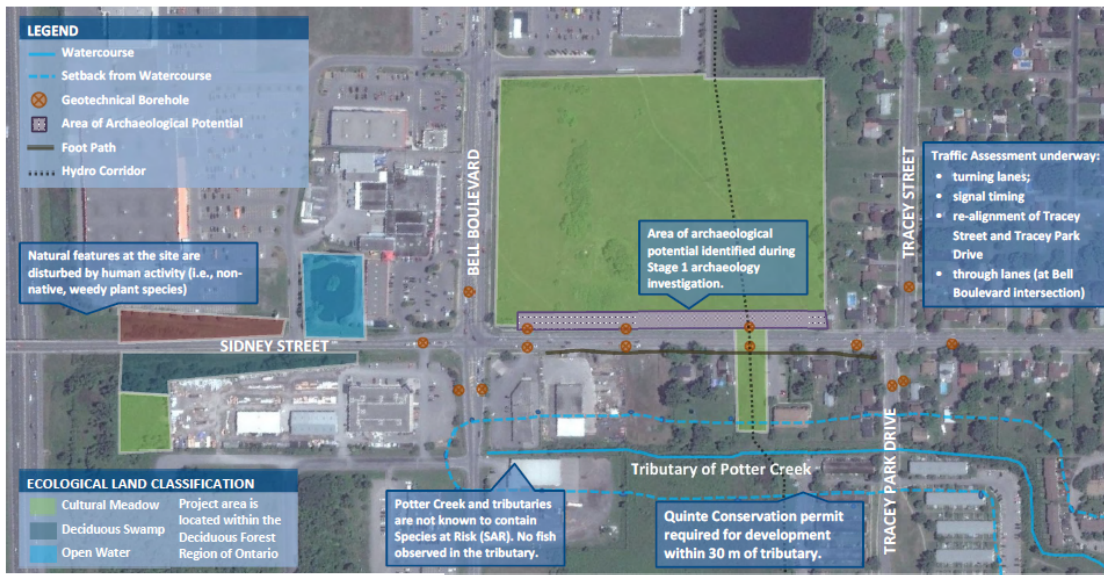 LEGEND
Watercourse
Setback from Watercourse
Geotechnical Borehole
Area of Archaeological Potential
Foot Path
Hydro Corridor
Natural features at the site are
disturbed by human activity (i.e., non-
native, weedy plant species)
SIDNEY STREET
BELL BOULEVARD
Area of archaeological
potential identified during
Stage 1 archaeology
investigation.
TRACEY STREET
Traffic Assessment underway:
• turning lanes;
• signal timing
• re-alignment of Tracey
Street and Tracey Park
Drive
• through lanes (at Bell
Boulevard intersection)
ECOLOGICAL LAND CLASSIFICATION
Cultural Meadow
Deciduous Swamp
Open Water
Project area is
located within the
Deciduous Forest
Region of Ontario
Potter Creek and tributaries
are not known to contain
Species at Risk (SAR). No fish
observed in the tributary.
Tributary of Potter Creek
Quinte Conservation permit
required for development
within 30 m of tributary.
TRACEY PARK DRIVE